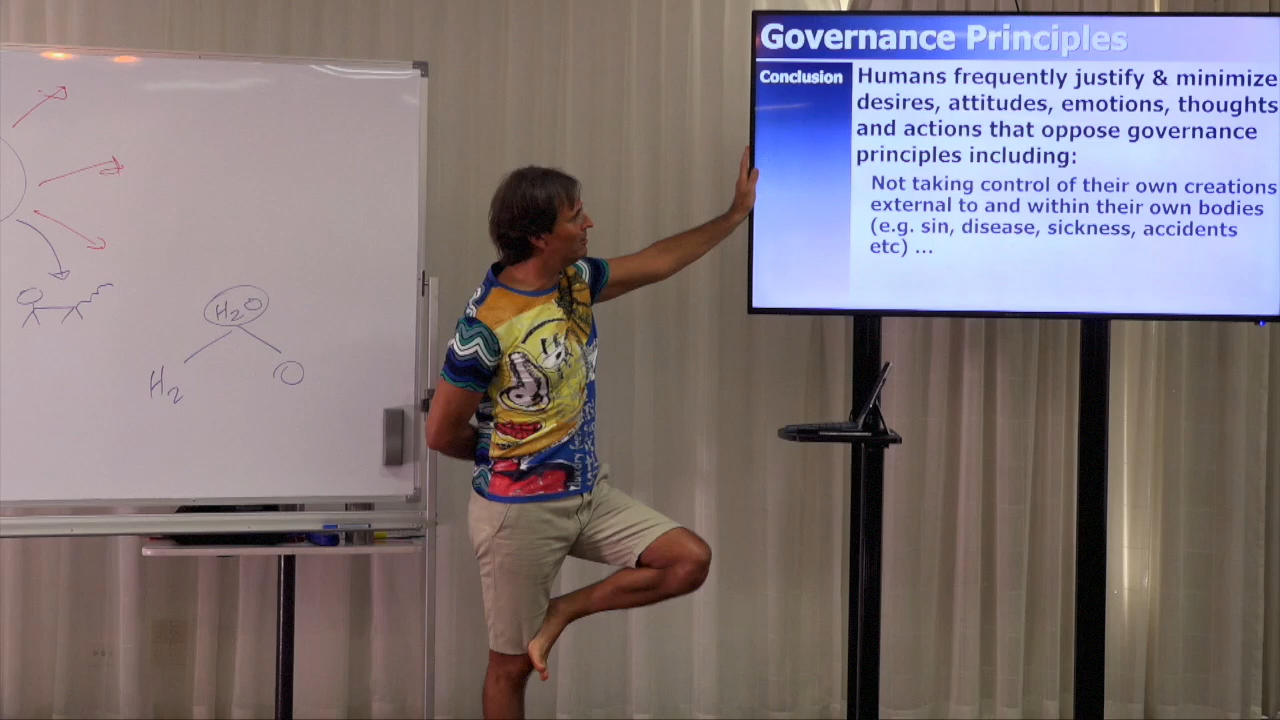 Governance Principles
Conclusion
Humans frequently justify & minimize
desires, attitudes, emotions, thoughts
and actions that oppose governance
principles including:
Not taking control of their own creations
external to and within their own bodies
(e.g. sin, disease, sickness, accidents
etc) ...
H2O
H2
O